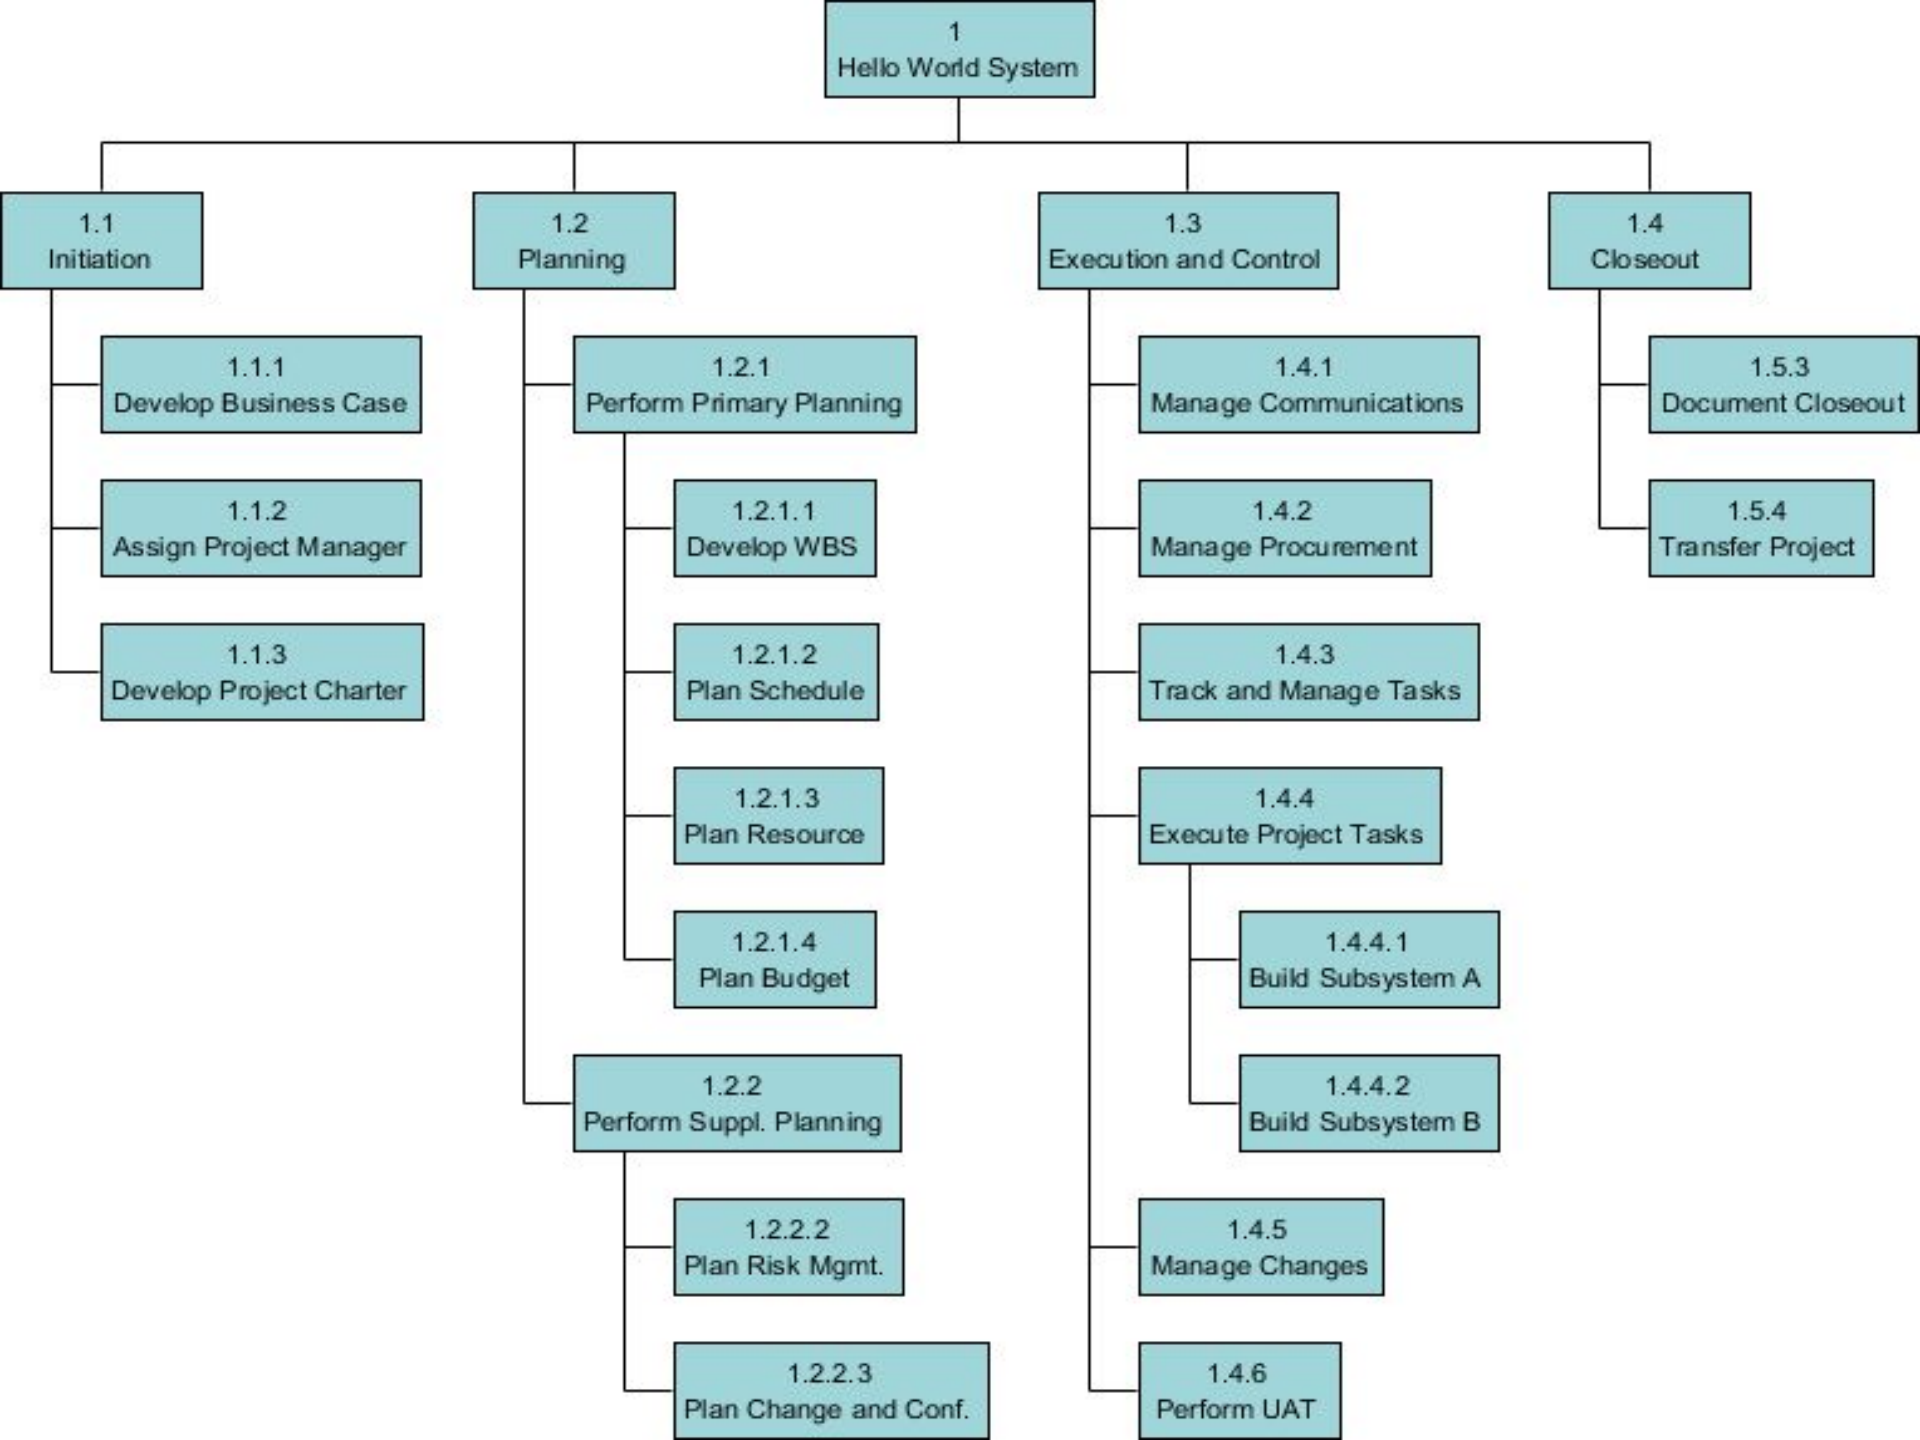 1
Hello World System
1.1
Initiation
1.2
Planning
1.3
Execution and Control
1.4
Closeout
1.1.1
Develop Business Case
1.1.2
Assign Project Manager
1.1.3
Develop Project Charter
1.2.1
Perform Primary Planning
1.2.1.1
Develop WBS
1.2.1.2
Plan Schedule
1.2.1.3
Plan Resource
1.2.1.4
Plan Budget
1.2.2
Perform Suppl. Planning
1.2.2.2
Plan Risk Mgmt.
1.2.2.3
Plan Change and Conf.
1.4.1
Manage Communications
1.4.2
Manage Procurement
1.4.3
Track and Manage Tasks
1.4.4
Execute Project Tasks
1.4.4.1
Build Subsystem A
1.4.4.2
Build Subsystem B
1.4.5
Manage Changes
1.4.6
Perform UAT
1.5.3
Document Closeout
1.5.4
Transfer Project